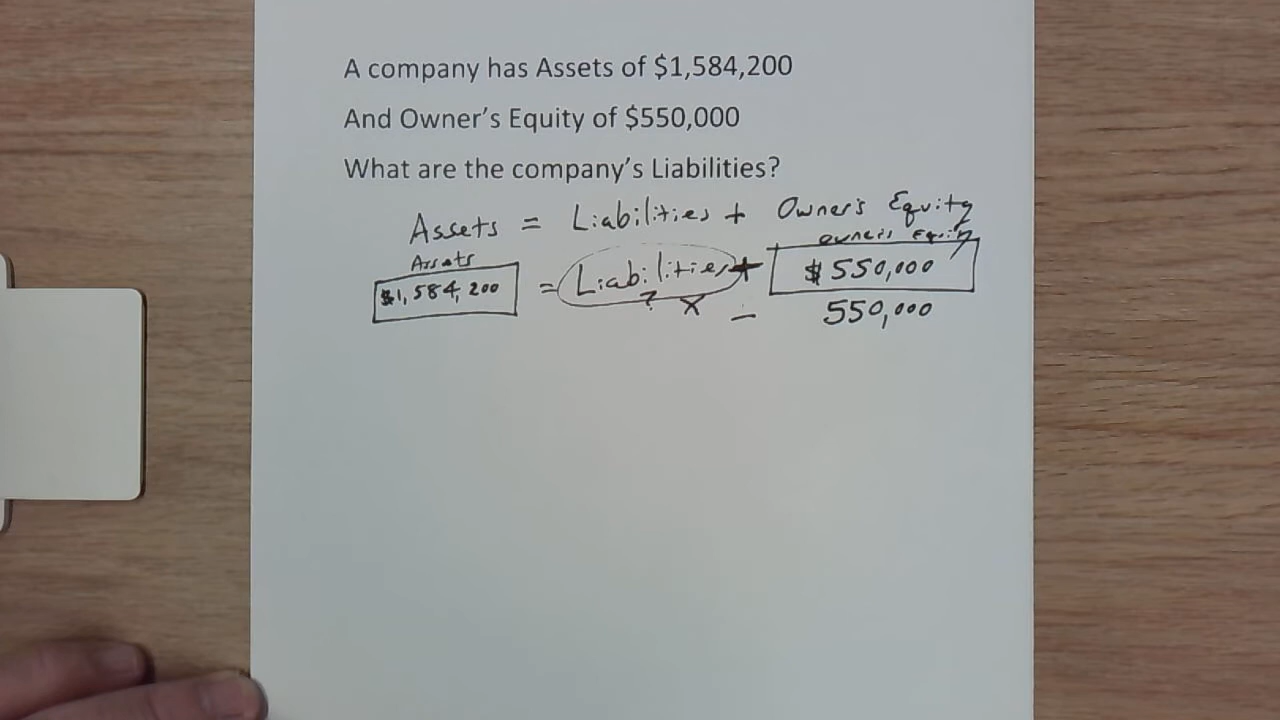 A company has Assets of $1,584,200
And Owner's Equity of $550,000
What are the company's Liabilities?
Assets = Liabilities + Owner's Equity
Assets Owner's Equity
$1,584,200 = Liabilities + $550,000
? X - 550,000